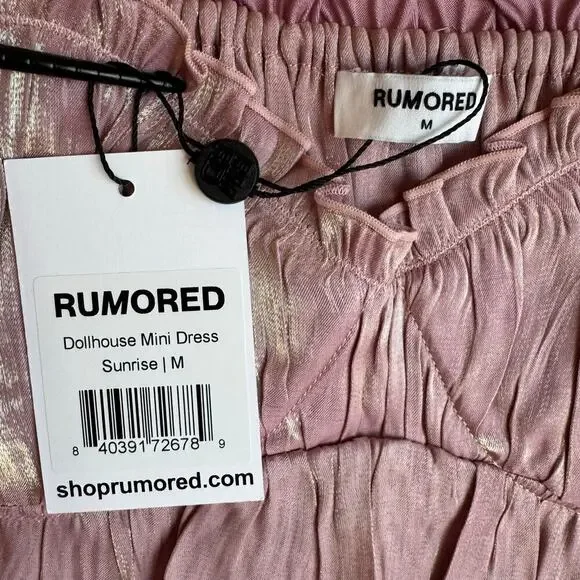 RUMORED
M
RUMORED
Dollhouse Mini Dress
Sunrise | M
8 40391 72678 9
shoprumored.com